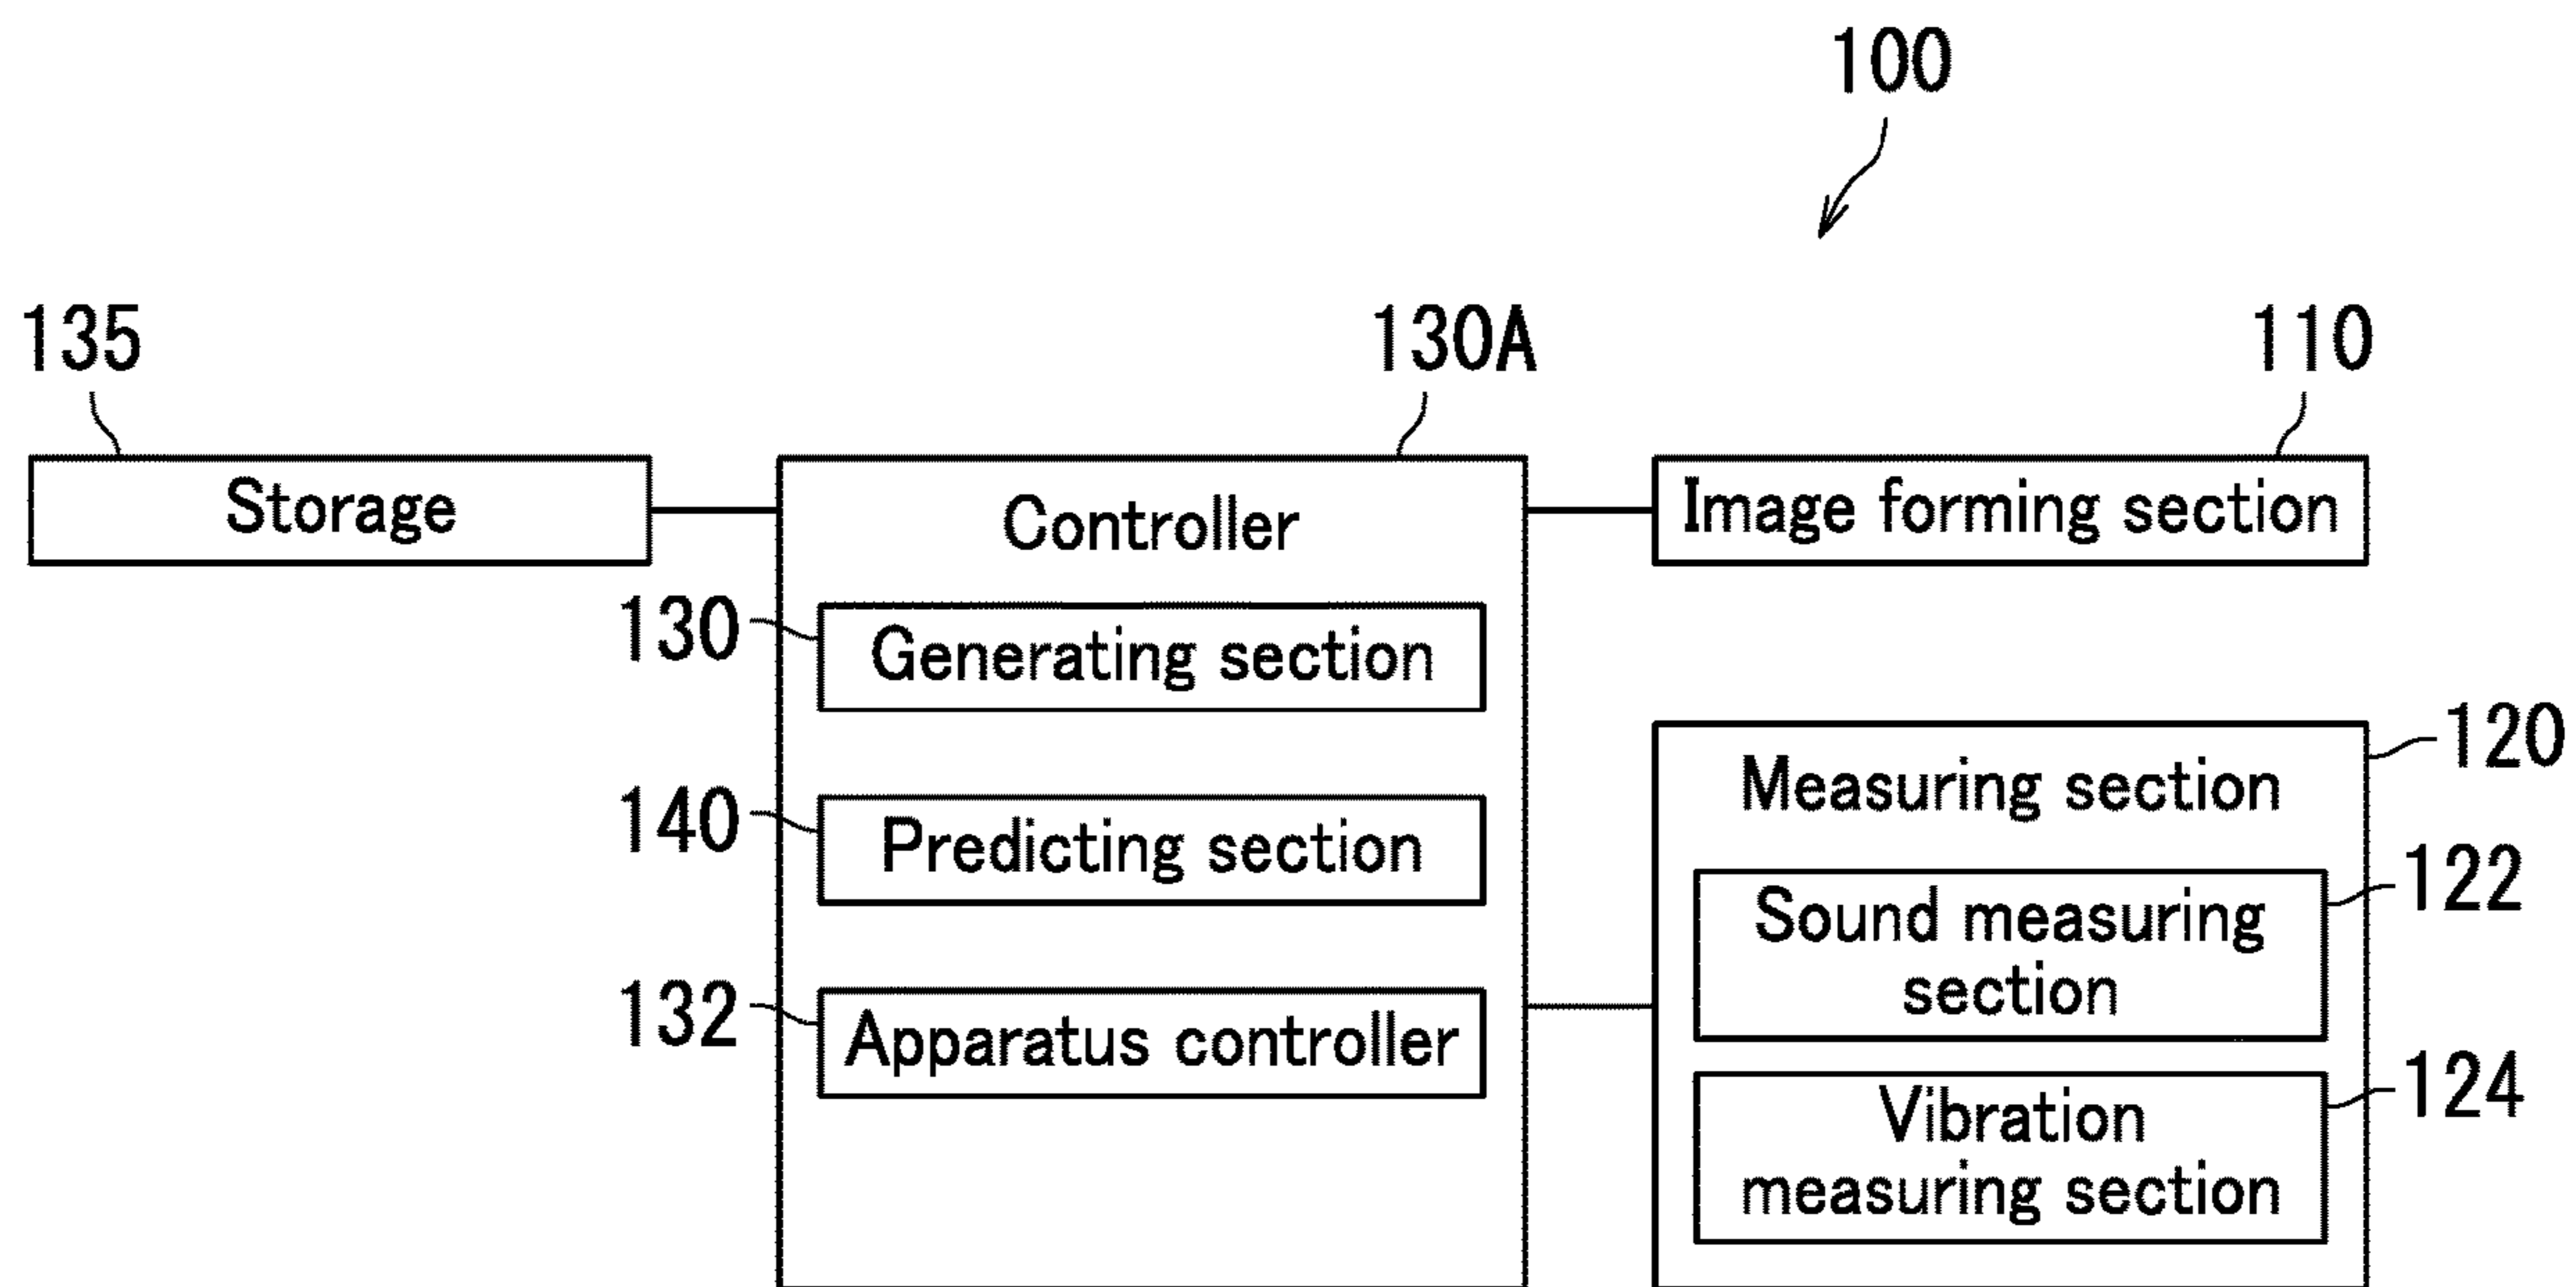 100
135
130A
110
Storage
Controller
Image forming section
130
Generating section
140
Predicting section
132
Apparatus controller
120
Measuring section
122
Sound measuring
section
124
Vibration
measuring section